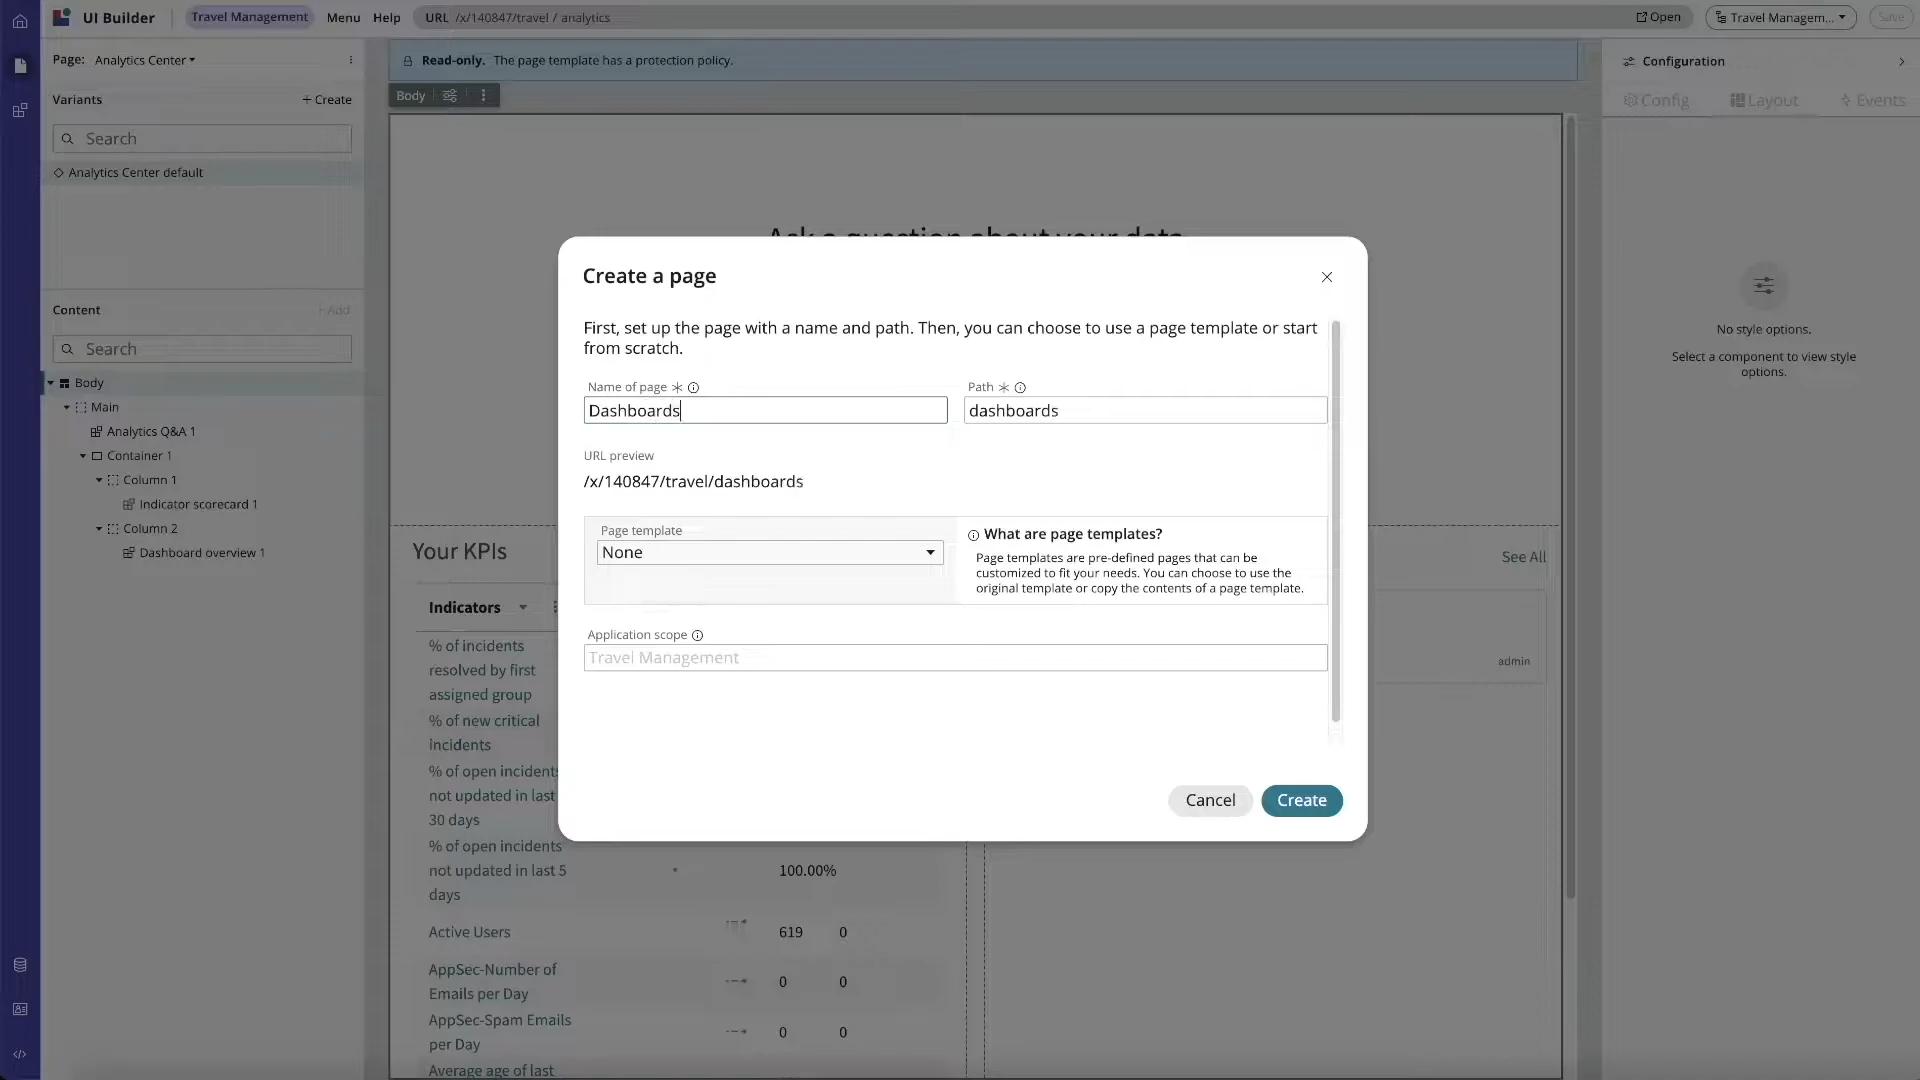 UI Builder
Travel Management
Menu
Help
URL /x/140847/travel / analytics
Open
Travel Managem...
Save
Page: Analytics Center
Variants
+ Create
Search
Analytics Center default
Content
+ Add
Search
Body
Main
Analytics Q&A 1
Container 1
Column 1
Indicator scorecard 1
Column 2
Dashboard overview 1
Read-only. The page template has a protection policy.
Body
Ask a question about your data
Create a page
First, set up the page with a name and path. Then, you can choose to use a page template or start
from scratch.
Name of page *
Dashboards
Path *
dashboards
URL preview
/x/140847/travel/dashboards
Page template
None
What are page templates?
Page templates are pre-defined pages that can be
customized to fit your needs. You can choose to use the
original template or copy the contents of a page template.
Application scope
Travel Management
Cancel
Create
Your KPIs
See All
Indicators
% of incidents
resolved by first
assigned group
% of new critical
incidents
% of open incidents
not updated in last
30 days
% of open incidents
not updated in last 5
days
100.00%
Active Users
619
0
AppSec-Number of
Emails per Day
0
0
AppSec-Spam Emails
per Day
0
0
Average age of last
admin
Configuration
Config
Layout
Events
No style options.
Select a component to view style
options.